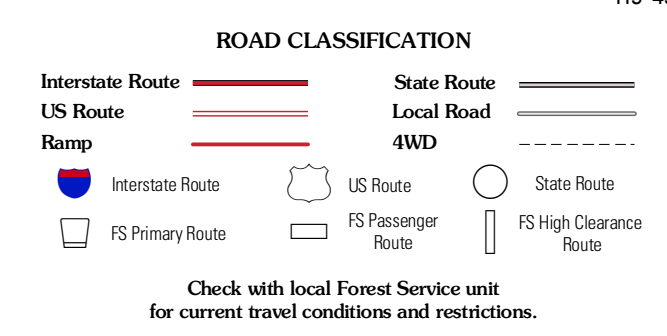 ROAD CLASSIFICATION
Interstate Route
State Route
US Route
Local Road
Ramp
4WD
Interstate Route
US Route
State Route
FS Primary Route
FS Passenger
Route
FS High Clearance
Route
Check with local Forest Service unit
for current travel conditions and restrictions.